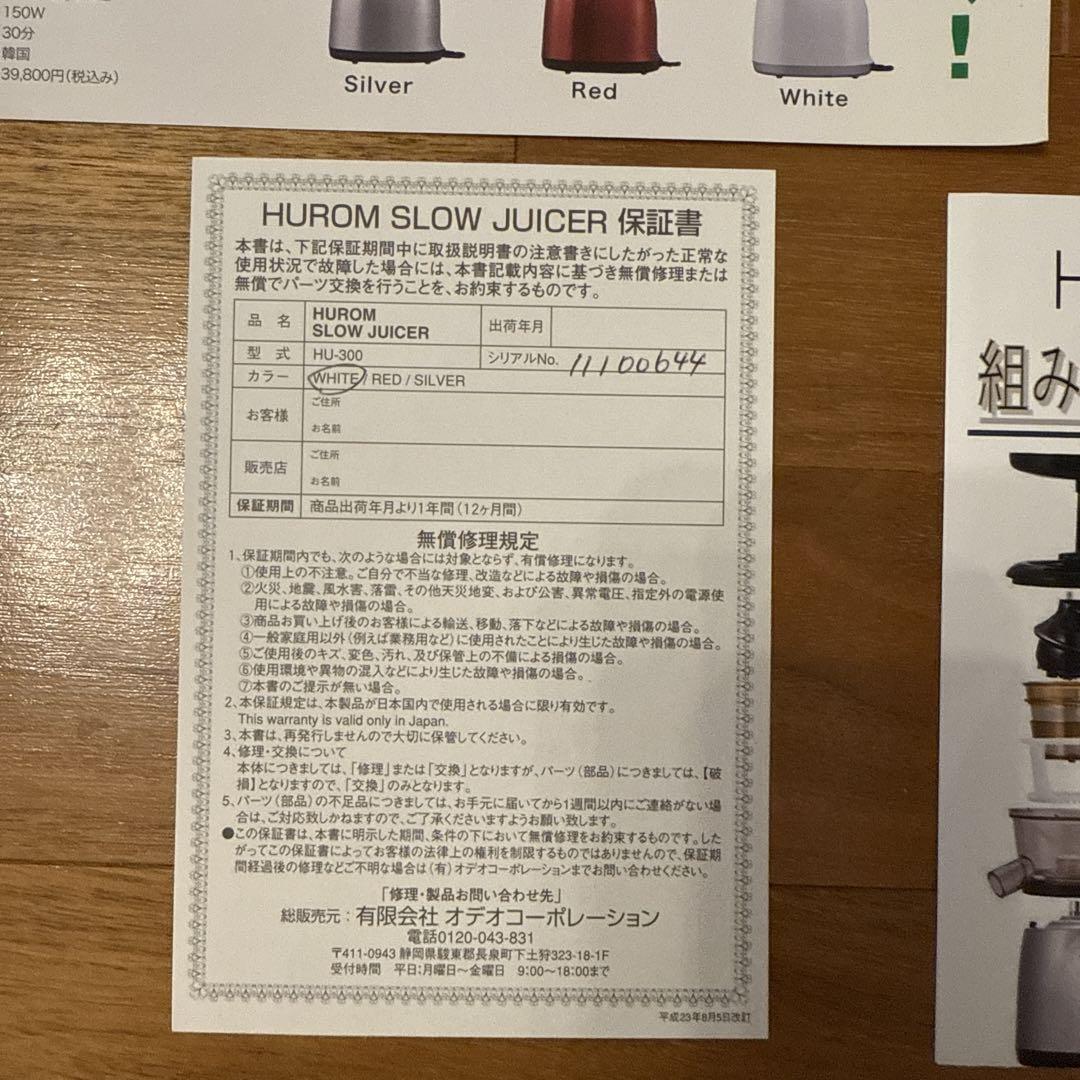 150W
30分
韓国
39,800円(税込み)
Silver
Red
White
!
HUROM SLOW JUICER 保証書
本書は、下記保証期間中に取扱説明書の注意書きにしたがった正常な
使用状況で故障した場合には、本書記載内容に基づき無償修理または
無償でパーツ交換を行うことを、お約束するものです。
品 名 HUROM SLOW JUICER 出荷年月
型 式 HU-300 シリアルNo. 11100644
カラー WHITE / RED / SILVER
お客様 ご住所
お名前
販売店 ご住所
お名前
保証期間 商品出荷年月より1年間(12ヶ月間)
無償修理規定
1、保証期間内でも、次のような場合には対象とならず、有償修理になります。
①使用上の不注意。ご自分で不当な修理、改造などによる故障や損傷の場合。
②火災、地震、風水害、落雷、その他天災地変、および公害、異常電圧、指定外の電源使
用による故障や損傷の場合。
③商品お買い上げ後のお客様による輸送、移動、落下などによる故障や損傷の場合。
④一般家庭用以外(例えば業務用など)に使用されたことにより生じた故障や損傷の場合。
⑤ご使用後のキズ、変色、汚れ、及び保管上の不備による損傷の場合。
⑥使用環境や異物の混入などにより生じた故障や損傷の場合。
⑦本書のご提示が無い場合。
2、本保証規定は、本製品が日本国内で使用される場合に限り有効です。
This warranty is valid only in Japan.
3、本書は、再発行しませんので大切に保管してください。
4、修理・交換について
本体につきましては、「修理」または「交換」となりますが、パーツ(部品)につきましては、【破
損】となりますので、「交換」のみとなります。
5、パーツ(部品)の不足品につきましては、お手元に届いてから1週間以内にご連絡がない場
合は、ご対応致しかねますので、ご了承くださいますようお願い致します。
●この保証書は、本書に明示した期間、条件の下において無償修理をお約束するものです。した
がってこの保証書によってお客様の法律上の権利を制限するものではありませんので、保証期
間経過後の修理などご不明な場合は(有)オデオコーポレーションまでお問い合わせください。
「修理・製品お問い合わせ先」
総販売元:有限会社 オデオコーポレーション
電話0120-043-831
〒411-0943 静岡県駿東郡長泉町下土狩323-18-1F
受付時間 平日:月曜日〜金曜日 9:00〜18:00まで
平成23年8月5日改訂
H
組み